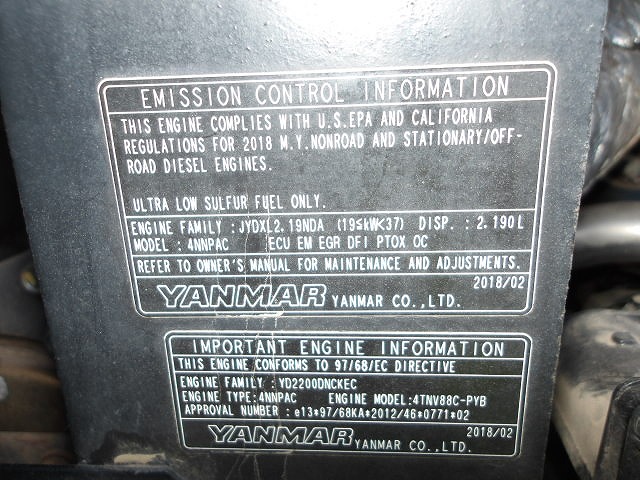 EMISSION CONTROL INFORMATION
THIS ENGINE COMPLIES WITH U.S.EPA AND CALIFORNIA
REGULATIONS FOR 2018 M.Y.NONROAD AND STATIONARY/OFF-
ROAD DIESEL ENGINES.
ULTRA LOW SULFUR FUEL ONLY.
ENGINE FAMILY : JYDXL2.19NDA (19≤kW<37) DISP. : 2.190L
MODEL : 4NNPAC ECU EM EGR DFI PTOX OC
REFER TO OWNER'S MANUAL FOR MAINTENANCE AND ADJUSTMENTS.
2018/02
YANMAR YANMAR CO.,LTD.
IMPORTANT ENGINE INFORMATION
THIS ENGINE CONFORMS TO 97/68/EC DIRECTIVE
ENGINE FAMILY : YD2200DNCKEC
ENGINE TYPE:4NNPAC ENGINE MODEL:4TNV88C-PYB
APPROVAL NUMBER : e13*97/68KA*2012/46*0771*02
2018/02
YANMAR YANMAR CO.,LTD.